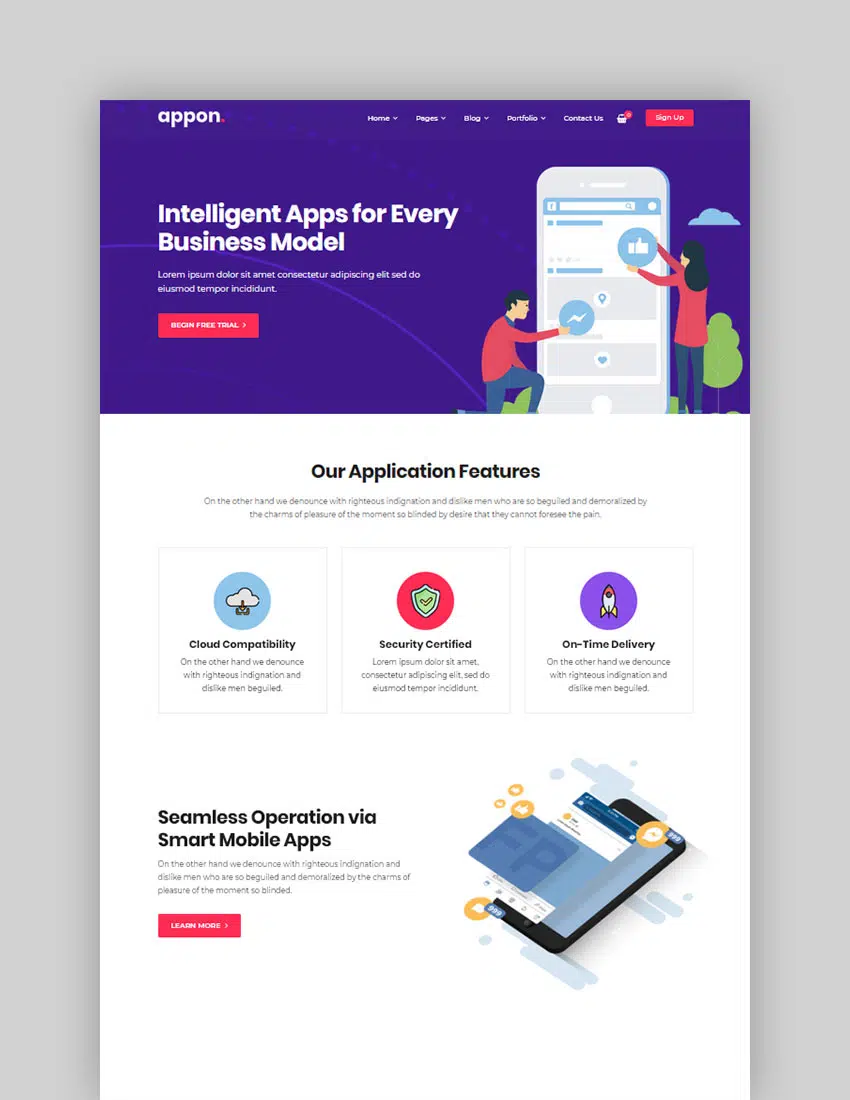 appon.
Home Pages Blog Portfolio Contact Us 0 Sign Up
Intelligent Apps for Every
Business Model
Lorem ipsum dolor sit amet consectetur adipiscing elit sed do
eiusmod tempor incididunt.
BEGIN FREE TRIAL
Our Application Features
On the other hand we denounce with righteous indignation and dislike men who are so beguiled and demoralized by
the charms of pleasure of the moment so blinded by desire that they cannot foresee the pain.
Cloud Compatibility
On the other hand we denounce
with righteous indignation and
dislike men beguiled.
Security Certified
Lorem ipsum dolor sit amet,
consectetur adipiscing elit, sed do
eiusmod tempor incididunt.
On-Time Delivery
On the other hand we denounce
with righteous indignation and
dislike men beguiled.
Seamless Operation via
Smart Mobile Apps
On the other hand we denounce with righteous indignation and
dislike men who are so beguiled and demoralized by the charms of
pleasure of the moment so blinded.
LEARN MORE
FP
999
999